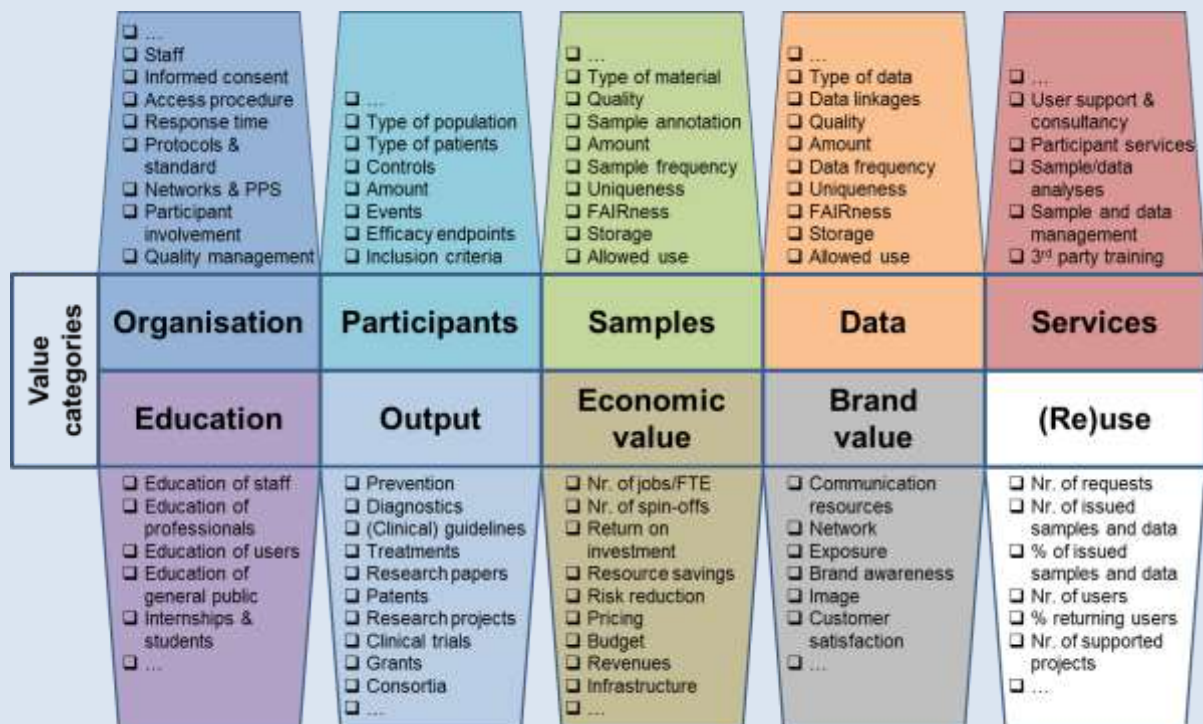 ❑ …
❑ Staff
❑ Informed consent
❑ Access procedure
❑ Response time
❑ Protocols &
standard
❑ Networks & PPS
❑ Participant
involvement
❑ Quality management
❑ …
❑ Type of population
❑ Type of patients
❑ Controls
❑ Amount
❑ Events
❑ Efficacy endpoints
❑ Inclusion criteria
❑ …
❑ Type of material
❑ Quality
❑ Sample annotation
❑ Amount
❑ Sample frequency
❑ Uniqueness
❑ FAIRness
❑ Storage
❑ Allowed use
❑ …
❑ Type of data
❑ Data linkages
❑ Quality
❑ Amount
❑ Data frequency
❑ Uniqueness
❑ FAIRness
❑ Storage
❑ Allowed use
❑ …
❑ User support &
consultancy
❑ Participant services
❑ Sample/data
analyses
❑ Sample and data
management
❑ 3rd party training
Value
categories
Organisation
Participants
Samples
Data
Services
Education
Output
Economic
value
Brand
value
(Re)use
❑ Education of staff
❑ Education of
professionals
❑ Education of users
❑ Education of
general public
❑ Internships &
students
❑ …
❑ Prevention
❑ Diagnostics
❑ (Clinical) guidelines
❑ Treatments
❑ Research papers
❑ Patents
❑ Research projects
❑ Clinical trials
❑ Grants
❑ Consortia
❑ …
❑ Nr. of jobs/FTE
❑ Nr. of spin-offs
❑ Return on
investment
❑ Resource savings
❑ Risk reduction
❑ Pricing
❑ Budget
❑ Revenues
❑ Infrastructure
❑ …
❑ Communication
resources
❑ Network
❑ Exposure
❑ Brand awareness
❑ Image
❑ Customer
satisfaction
❑ …
❑ Nr. of requests
❑ Nr. of issued
samples and data
❑ % of issued
samples and data
❑ Nr. of users
❑ % returning users
❑ Nr. of supported
projects
❑ …